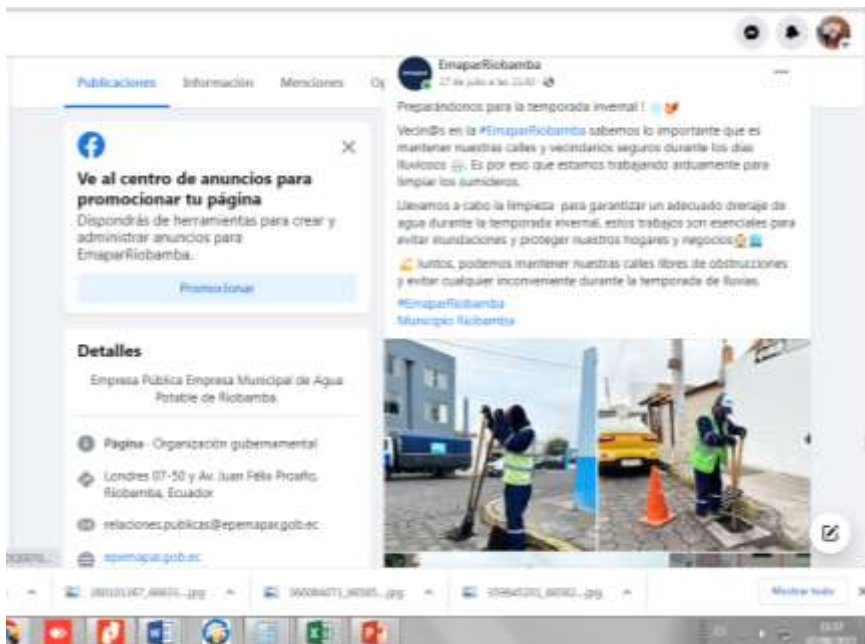 Publicaciones Información Menciones
Ve al centro de anuncios para
promocionar tu página
Dispondrás de herramientas para crear y
administrar anuncios para
EmaparRiobamba.
Promocionar
Detalles
Empresa Pública Empresa Municipal de Agua
Potable de Riobamba.
Página · Organización gubernamental
Londres 07-50 y Av. Juan Félix Proaño,
Riobamba, Ecuador
relaciones.publicas@epemapar.gob.ec
epemapar.gob.ec
EmaparRiobamba
27 de julio a las
Preparándonos para la temporada invernal !
Vecin@s en la #EmaparRiobamba sabemos lo importante que es
mantener nuestras calles y vecindarios seguros durante los días
lluviosos . Es por eso que estamos trabajando arduamente para
limpiar los sumideros.
Llevamos a cabo la limpieza para garantizar un adecuado drenaje de
agua durante la temporada invernal, estos trabajos son esenciales para
evitar inundaciones y proteger nuestros hogares y negocios
Juntos, podemos mantener nuestras calles libres de obstrucciones
y evitar cualquier inconveniente durante la temporada de lluvias.
#EmaparRiobamba
Municipio Riobamba
Mostrar todo